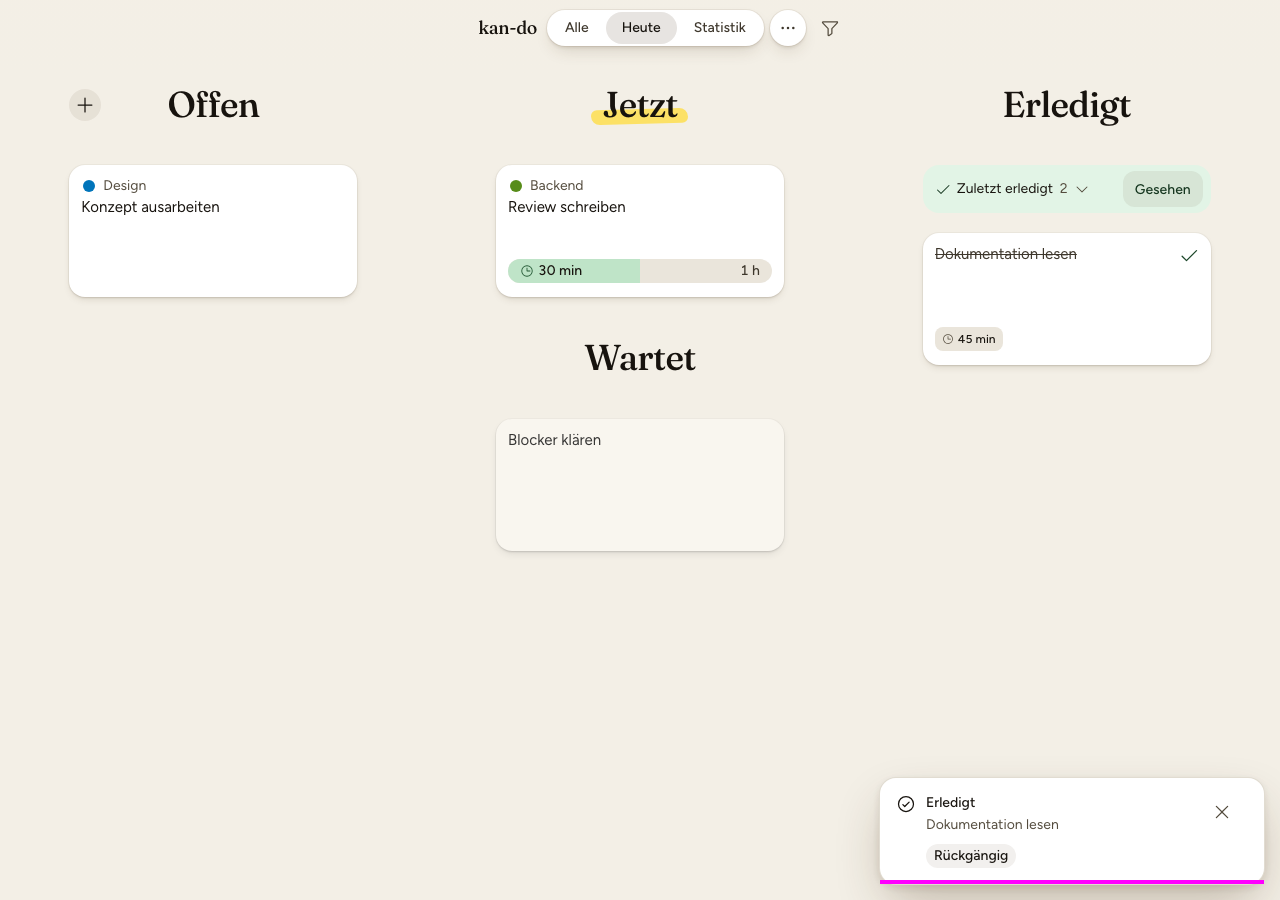 kan-do
Alle
Heute
Statistik
Offen
Design
Konzept ausarbeiten
Jetzt
Backend
Review schreiben
30 min
1 h
Wartet
Blocker klären
Erledigt
Zuletzt erledigt 2
Gesehen
Dokumentation lesen
45 min
Erledigt
Dokumentation lesen
Rückgängig